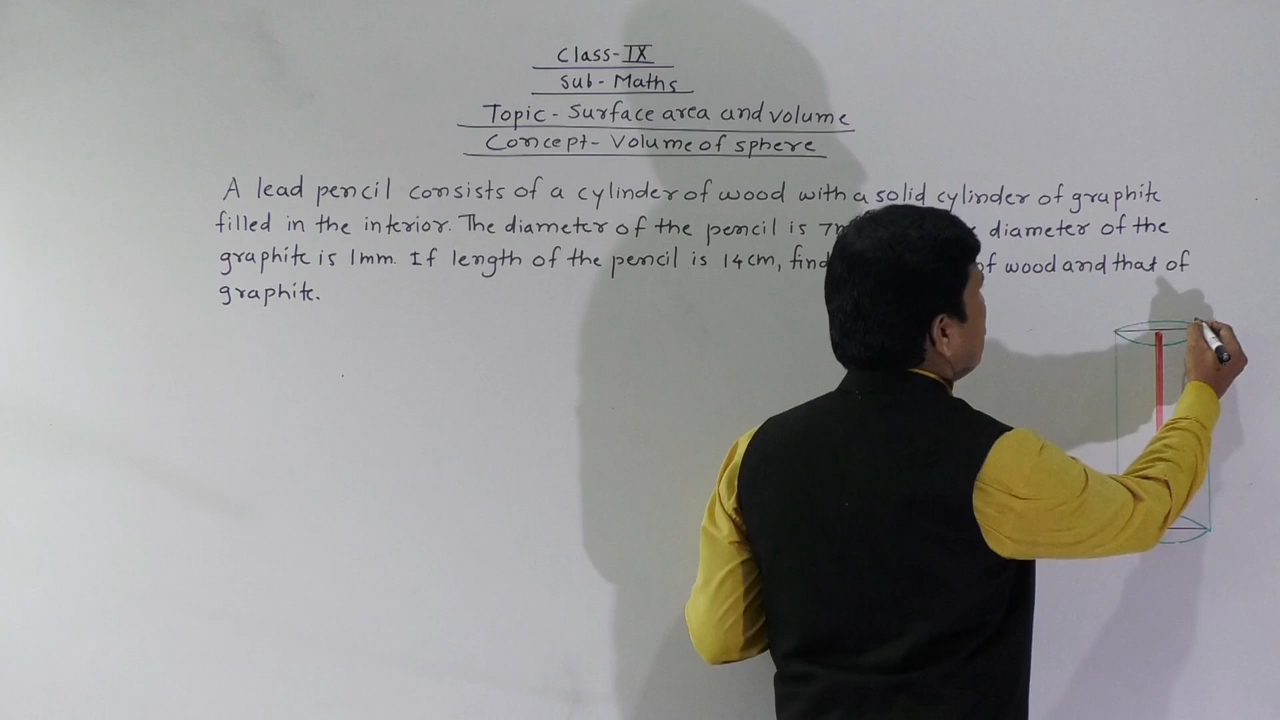 Class-IX
Sub- Maths
Topic - Surface area and volume
Concept- Volume of sphere
A lead pencil consists of a cylinder of wood with a solid cylinder of graphite
filled in the interior. The diameter of the pencil is diameter of the
graphite is 1mm. If length of the pencil is 14cm, find of wood and that of
graphite.